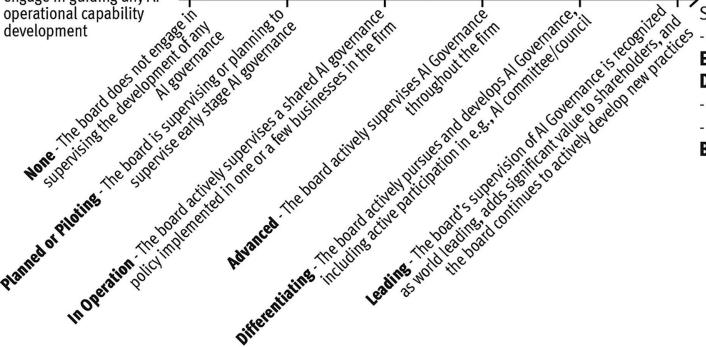 operational capability
development
None - The board does not engage in
supervising the development of any
AI governance
Planned or Piloting - The board is supervising or planning to
supervise early stage AI governance
In Operation - The board actively supervises a shared AI governance
policy implemented in one or a few businesses in the firm
Advanced - The board actively supervises AI Governance
throughout the firm
Differentiating - The board actively pursues and develops AI Governance,
including active participation in e.g., AI committee/council
Leading - The board's supervision of AI Governance is recognized
as world leading, adds significant value to shareholders, and
the board continues to actively develop new practices